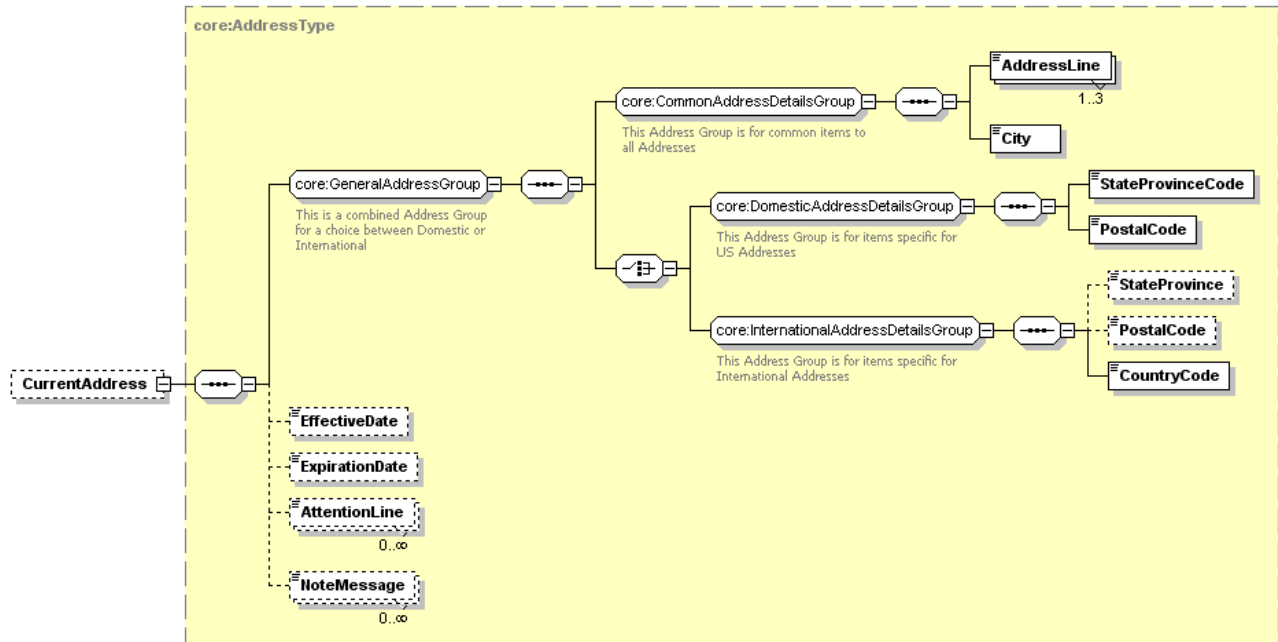 core:AddressType
AddressLine
1..3
core:CommonAddressDetailsGroup
This Address Group is for common items to
all Addresses
City
core:GeneralAddressGroup
This is a combined Address Group
for a choice between Domestic or
International
core:DomesticAddressDetailsGroup
This Address Group is for items specific for
US Addresses
StateProvinceCode
PostalCode
core:InternationalAddressDetailsGroup
This Address Group is for items specific for
International Addresses
StateProvince
PostalCode
CountryCode
CurrentAddress
EffectiveDate
ExpirationDate
AttentionLine
0..∞
NoteMessage
0..∞